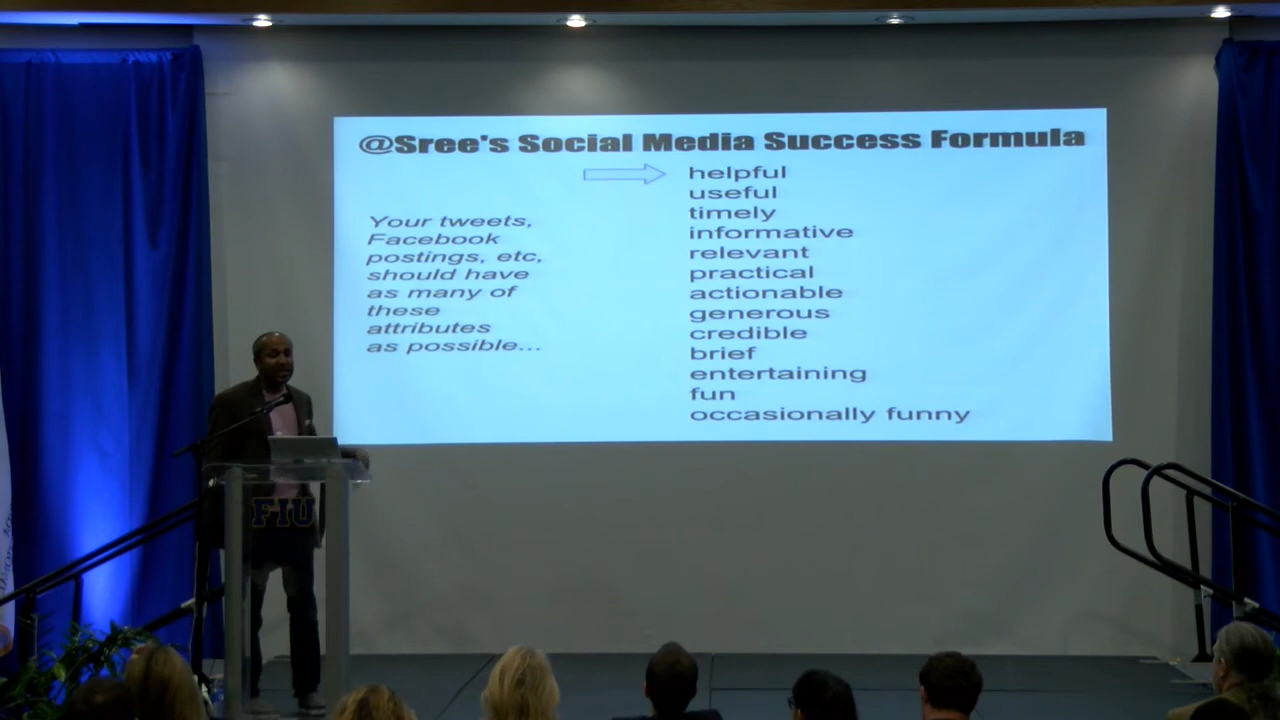 @Sree's Social Media Success Formula
Your tweets,
Facebook
postings, etc,
should have
as many of
these
attributes
as possible...
helpful
useful
timely
informative
relevant
practical
actionable
generous
credible
brief
entertaining
fun
occasionally funny
FIU